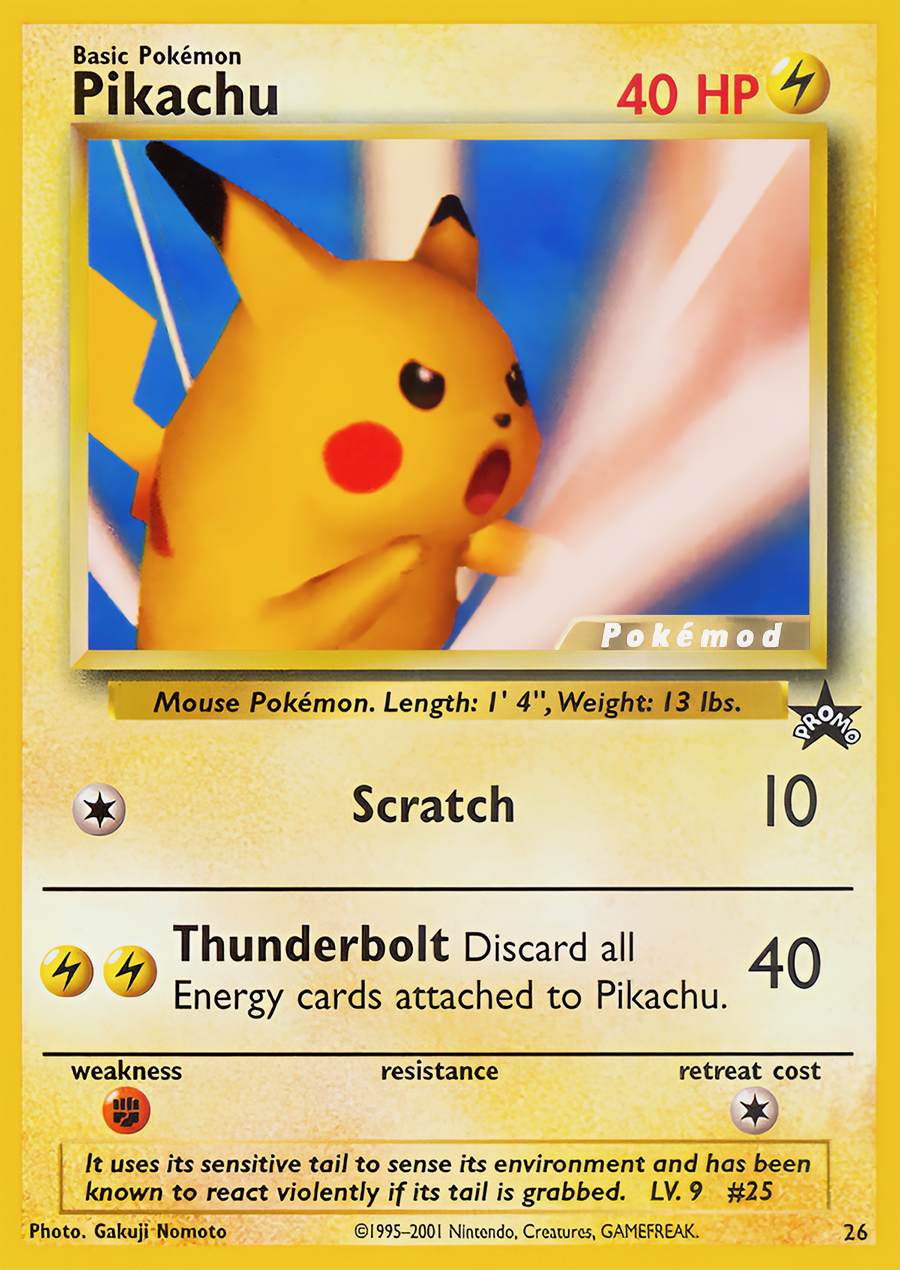 Basic Pokémon
Pikachu
40 HP
Pokémod
Mouse Pokémon. Length: 1' 4", Weight: 13 lbs.
PROMO
Scratch 10
Thunderbolt Discard all
Energy cards attached to Pikachu.
40
weakness resistance retreat cost
It uses its sensitive tail to sense its environment and has been
known to react violently if its tail is grabbed. LV. 9 #25
Photo. Gakuji Nomoto ©1995–2001 Nintendo, Creatures, GAMEFREAK. 26